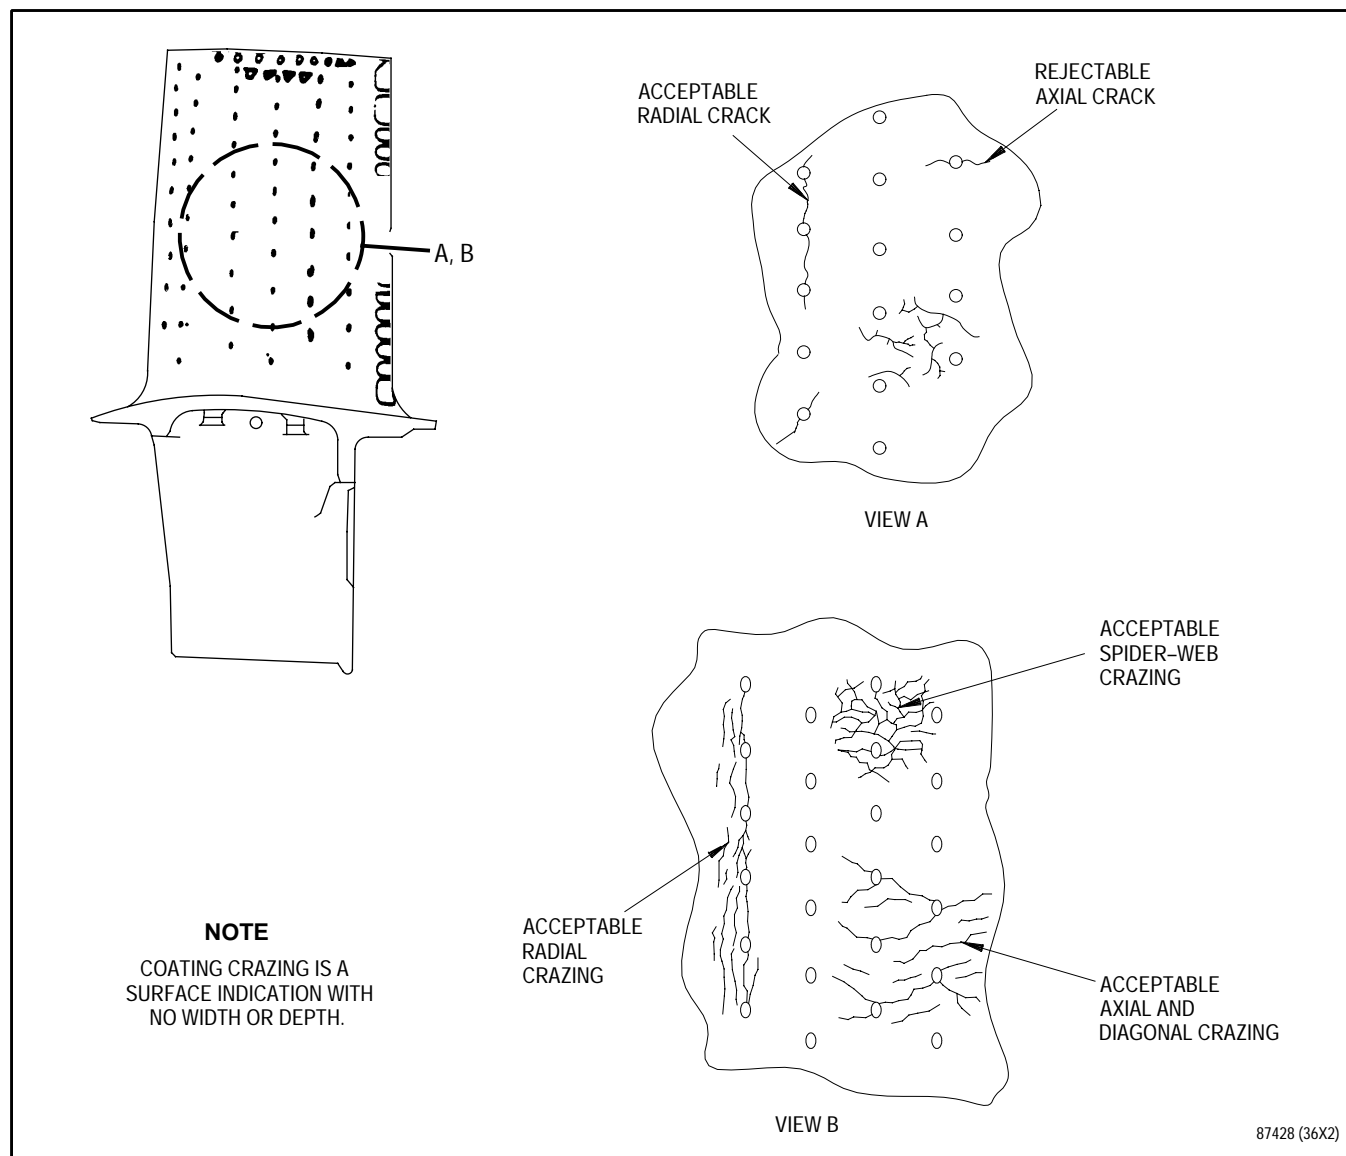 A, B
ACCEPTABLE
RADIAL CRACK
REJECTABLE
AXIAL CRACK
VIEW A
ACCEPTABLE
SPIDER–WEB
CRAZING
ACCEPTABLE
RADIAL
CRAZING
ACCEPTABLE
AXIAL AND
DIAGONAL CRAZING
VIEW B
NOTE
COATING CRAZING IS A
SURFACE INDICATION WITH
NO WIDTH OR DEPTH.
87428 (36X2)